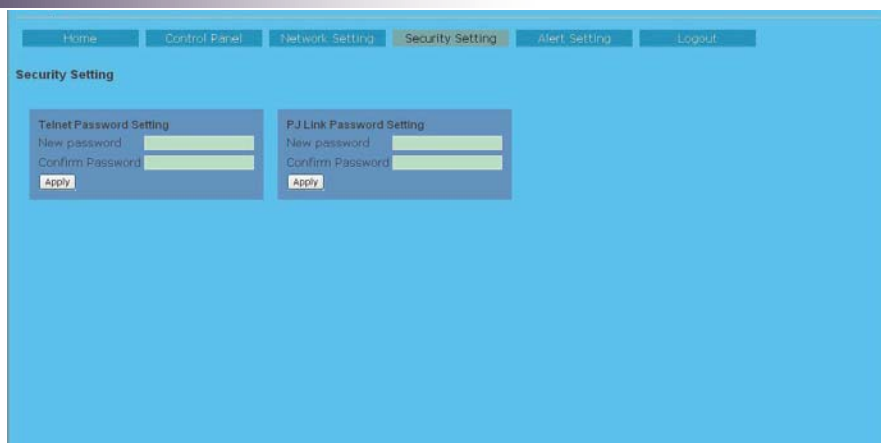 Home Control Panel Network Setting Security Setting Alert Setting Logout
Security Setting
Telnet Password Setting
New password
Confirm Password
Apply
PJ Link Password Setting
New password
Confirm Password
Apply